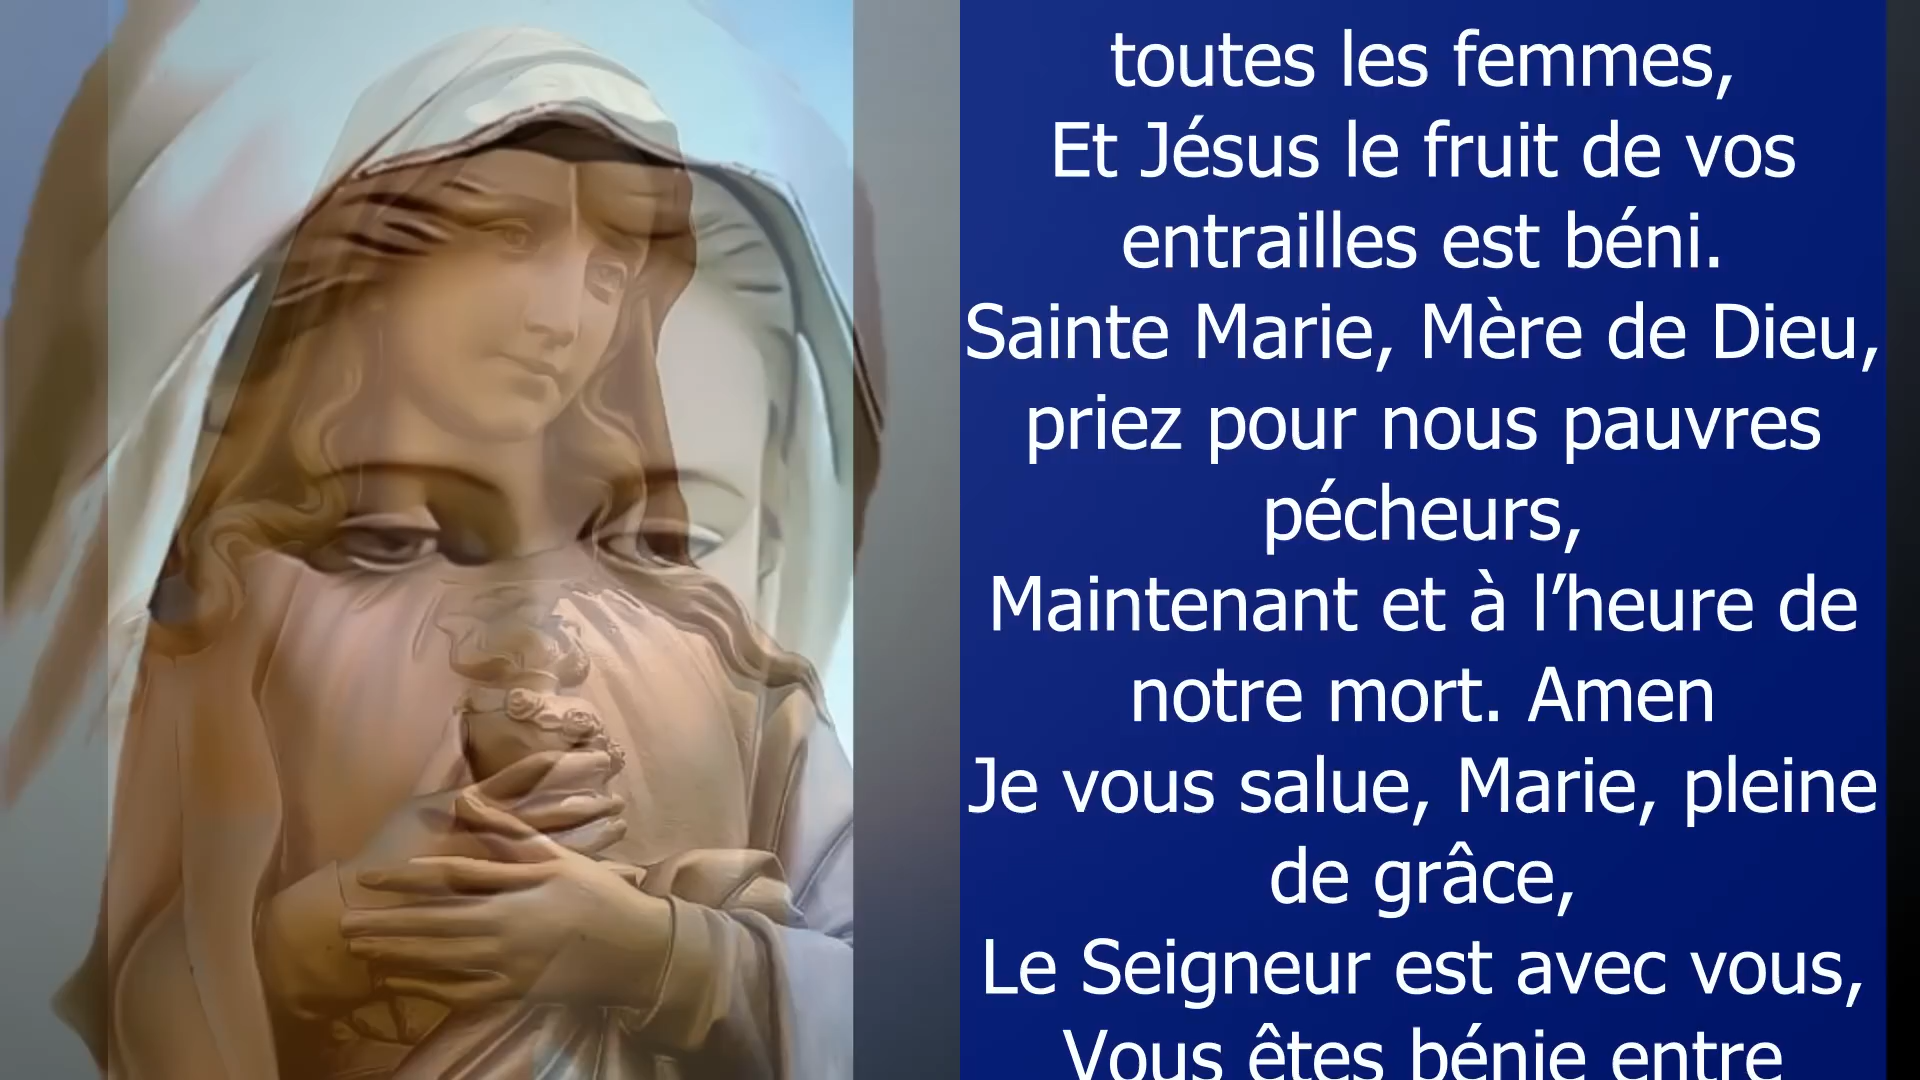 toutes les femmes,
Et Jésus le fruit de vos
entrailles est béni.
Sainte Marie, Mère de Dieu,
priez pour nous pauvres
pécheurs,
Maintenant et à l’heure de
notre mort. Amen
Je vous salue, Marie, pleine
de grâce,
Le Seigneur est avec vous,
Vous êtes bénie entre